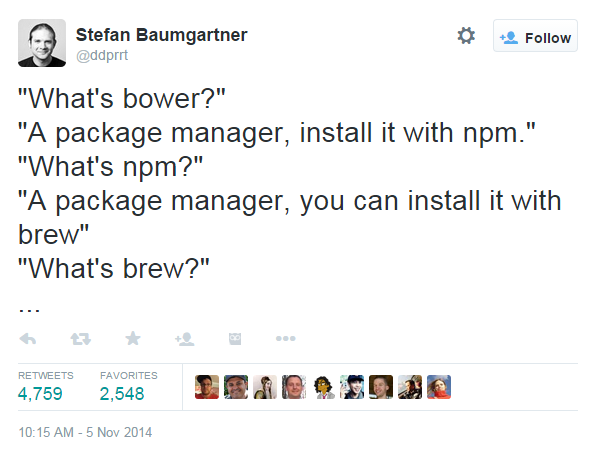 Stefan Baumgartner
@ddprrt
Follow
"What's bower?"
"A package manager, install it with npm."
"What's npm?"
"A package manager, you can install it with
brew"
"What's brew?"
...
RETWEETS FAVORITES
4,759 2,548
10:15 AM - 5 Nov 2014